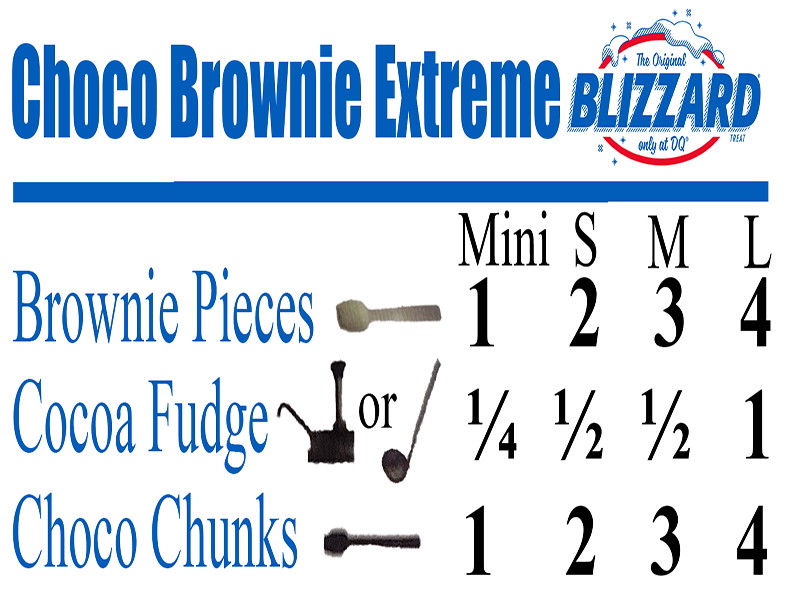 Choco Brownie Extreme
The Original
BLIZZARD®
TREAT
only at DQ®
Mini S M L
Brownie Pieces 1 2 3 4
Cocoa Fudge or ¼ ½ ½ 1
Choco Chunks 1 2 3 4